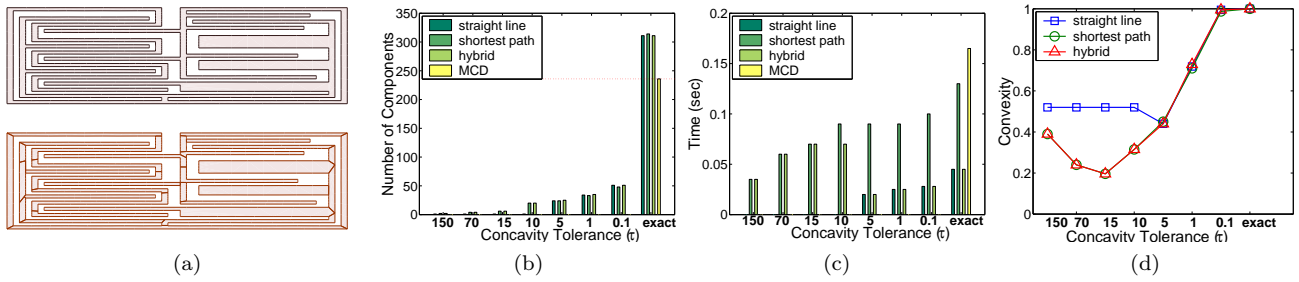 350
300
250
200
150
100
50
0
Number of Components
straight line
shortest path
hybrid
MCD
150 70 15 10 5 1 0.1 exact
Concavity Tolerance (τ)
0.2
0.15
0.1
0.05
0
Time (sec)
straight line
shortest path
hybrid
MCD
150 70 15 10 5 1 0.1 exact
Concavity Tolerance (τ)
1
0.8
0.6
0.4
0.2
0
Convexity
straight line
shortest path
hybrid
150 70 15 10 5 1 0.1 exact
Concavity Tolerance (τ)
(a) (b) (c) (d)